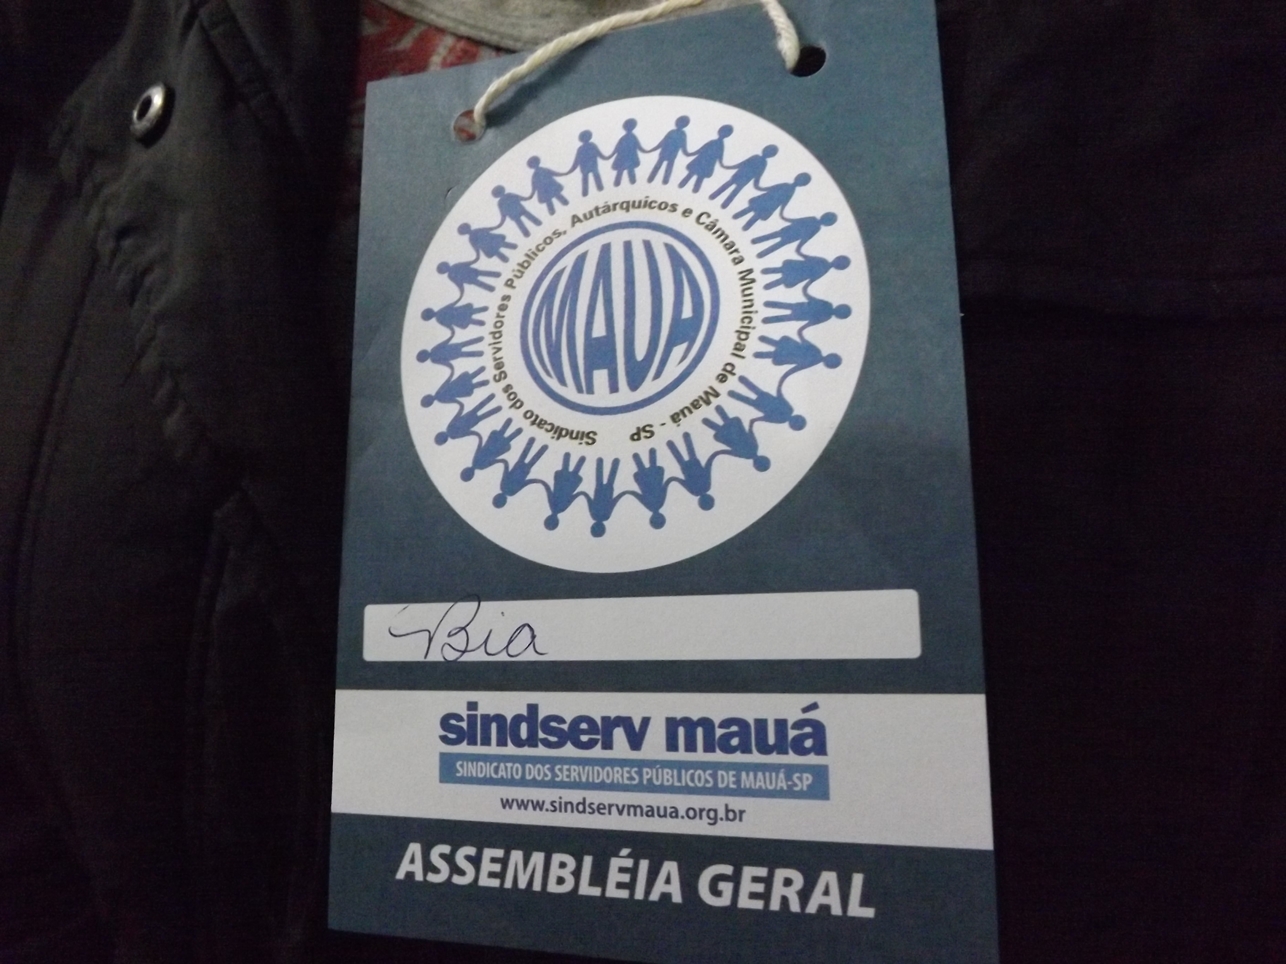 Sindicato dos Servidores Públicos, Autárquicos e Câmara Municipal de Mauá - SP
MAUA
Bia
sindserv mauá
SINDICATO DOS SERVIDORES PÚBLICOS DE MAUÁ-SP
www.sindservmaua.org.br
ASSEMBLÉIA GERAL